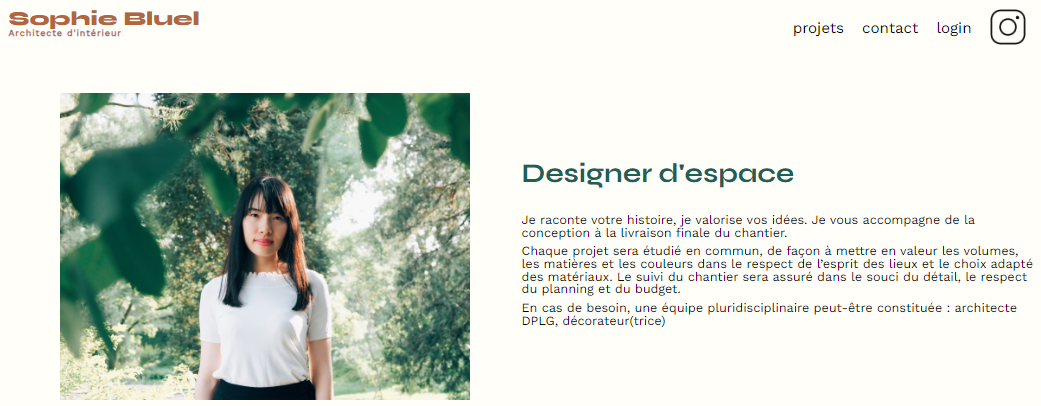 Sophie Bluel
Architecte d'intérieur
projets contact login
Designer d'espace
Je raconte votre histoire, je valorise vos idées. Je vous accompagne de la
conception à la livraison finale du chantier.
Chaque projet sera étudié en commun, de façon à mettre en valeur les volumes,
les matières et les couleurs dans le respect de l'esprit des lieux et le choix adapté
des matériaux. Le suivi du chantier sera assuré dans le souci du détail, le respect
du planning et du budget.
En cas de besoin, une équipe pluridisciplinaire peut-être constituée : architecte
DPLG, décorateur(trice)